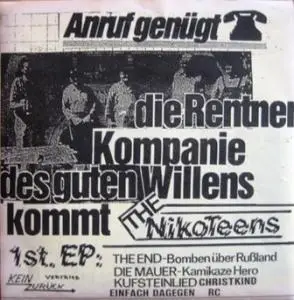 Anruf genügt
die Rentner
Kompanie
des guten Willens
kommt
THE NikoTeens
1st. EP:
THE END-Bomben über Rußland
DIE MAUER-Kamikaze Hero
KUFSTEINLIED CHRISTKIND
EINFACH DAGEGEN RC
KEIN VERTRIEB
ZURÜCK